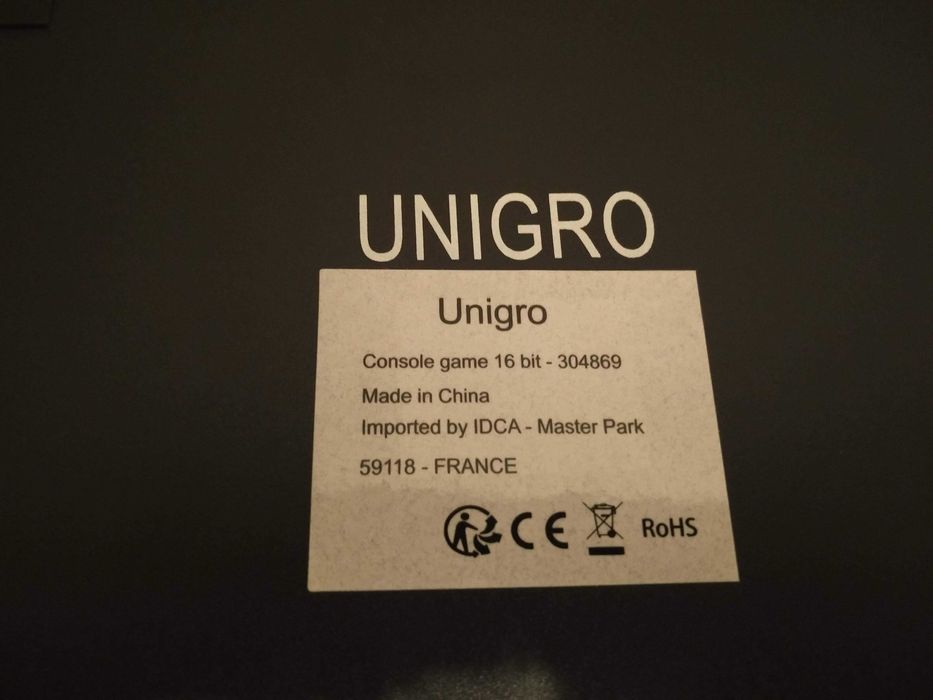 UNIGRO
Unigro
Console game 16 bit - 304869
Made in China
Imported by IDCA - Master Park
59118 - FRANCE
CE RoHS